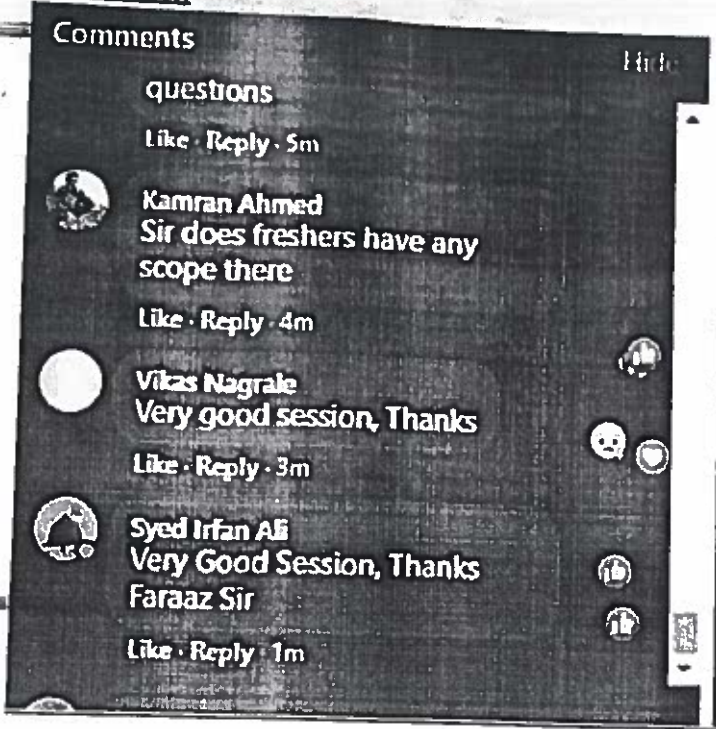 Comments
Hide
questions
Like · Reply · 5m
Kamran Ahmed
Sir does freshers have any
scope there
Like · Reply · 4m
Vikas Nagrale
Very good session, Thanks
Like · Reply · 3m
Syed Irfan Ali
Very Good Session, Thanks
Faraaz Sir
Like · Reply · 1m